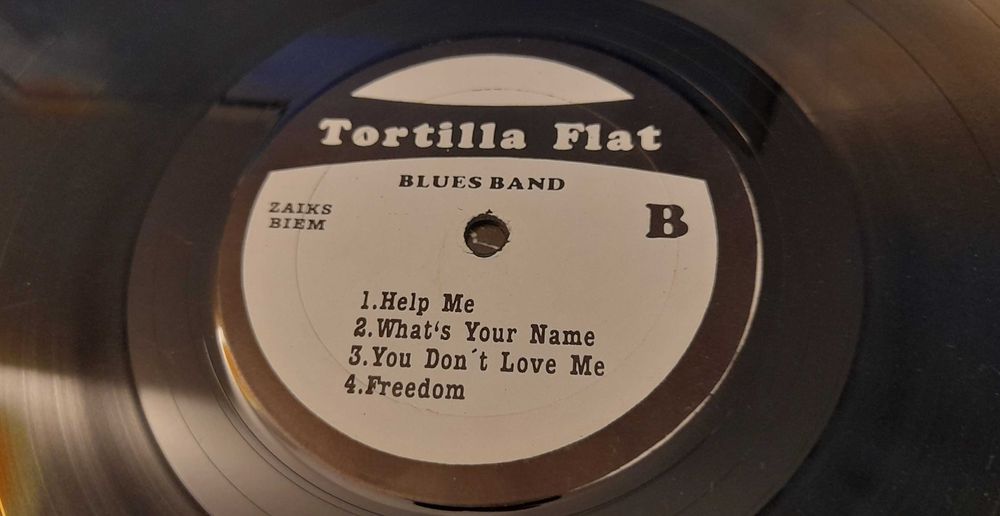 Tortilla Flat
BLUES BAND
ZAIKS
BIEM
B
1.Help Me
2.What‘s Your Name
3.You Don´t Love Me
4.Freedom